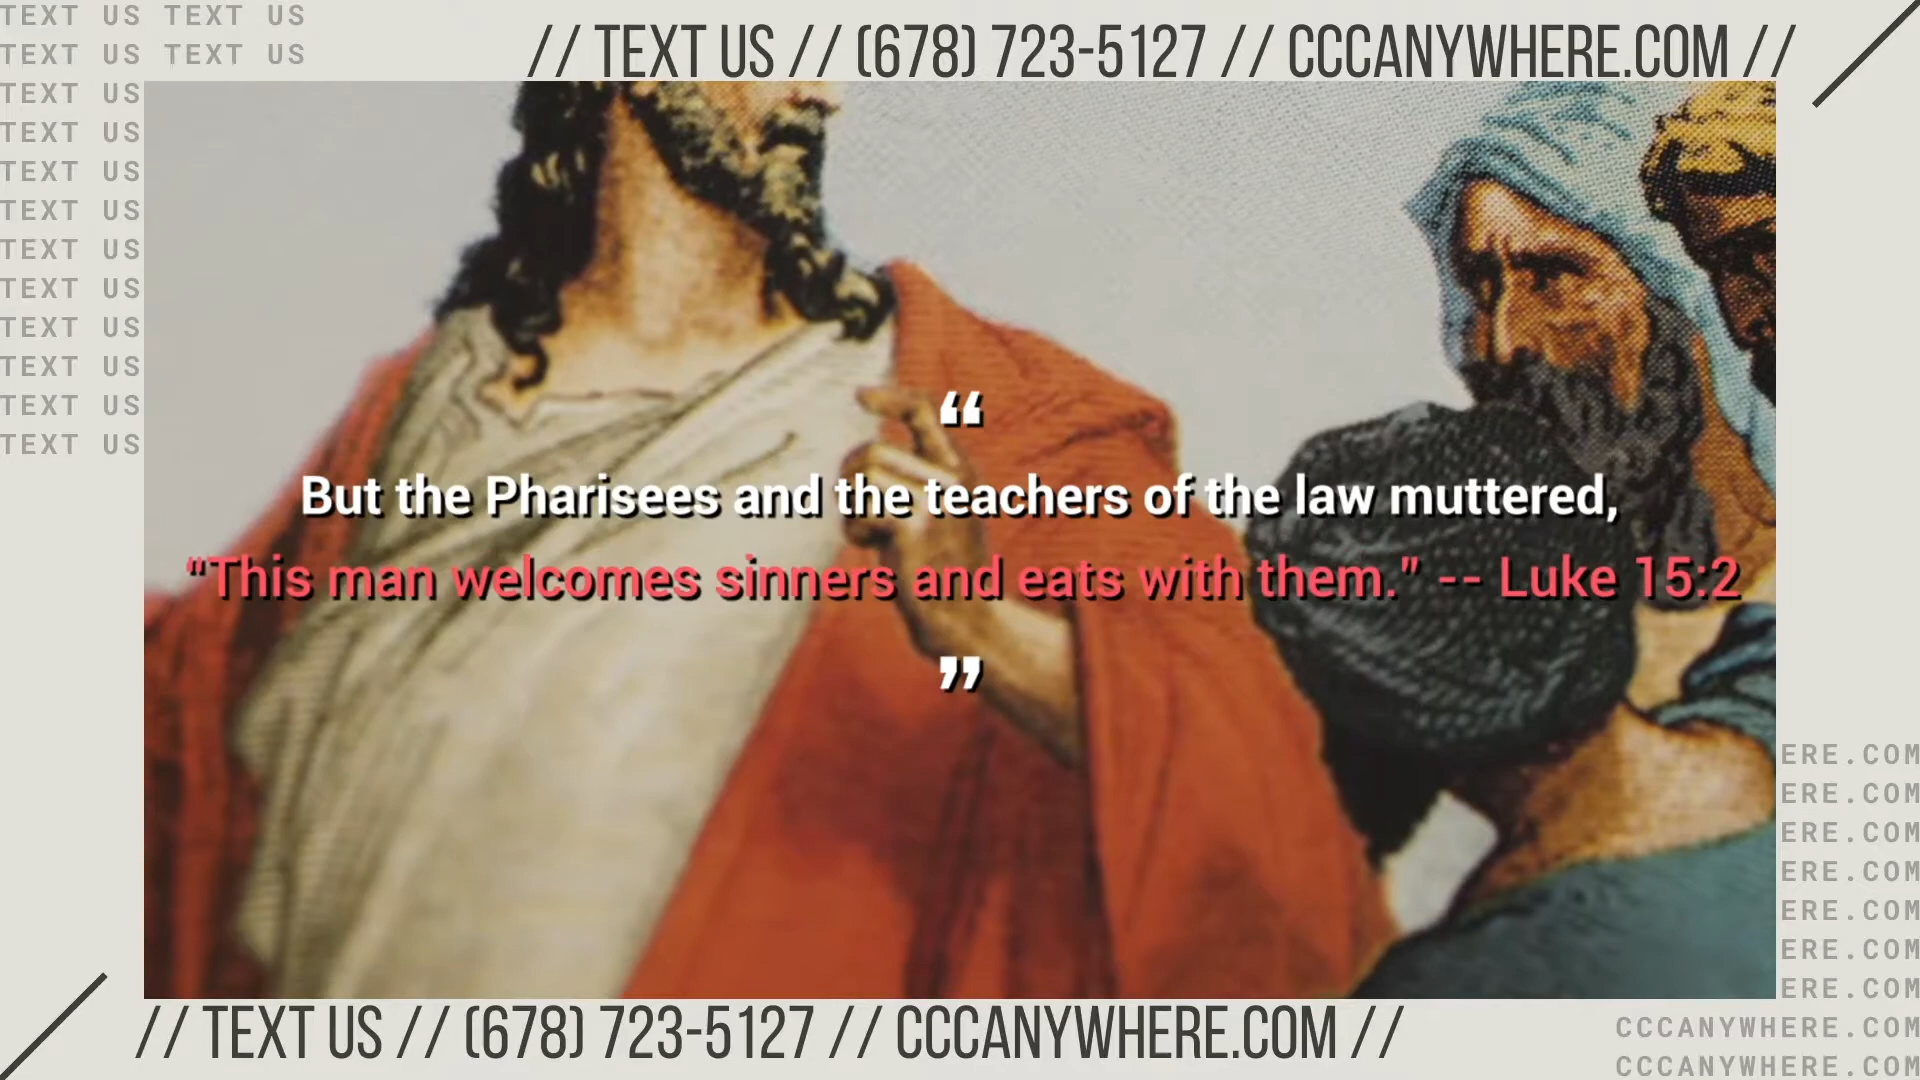 TEXT US TEXT US
TEXT US TEXT US
// TEXT US // (678) 723-5127 // CCCANYWHERE.COM //
TEXT US
TEXT US
TEXT US
TEXT US
TEXT US
TEXT US
TEXT US
TEXT US
TEXT US
TEXT US
“
But the Pharisees and the teachers of the law muttered,
“This man welcomes sinners and eats with them.” -- Luke 15:2
”
ERE.COM
ERE.COM
ERE.COM
ERE.COM
ERE.COM
ERE.COM
ERE.COM
// TEXT US // (678) 723-5127 // CCCANYWHERE.COM //
CCCANYWHERE.COM
CCCANYWHERE.COM